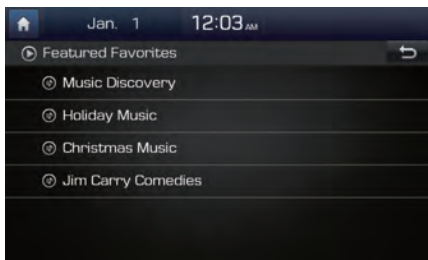 Jan. 1 12:03 AM
Featured Favorites
Music Discovery
Holiday Music
Christmas Music
Jim Carry Comedies